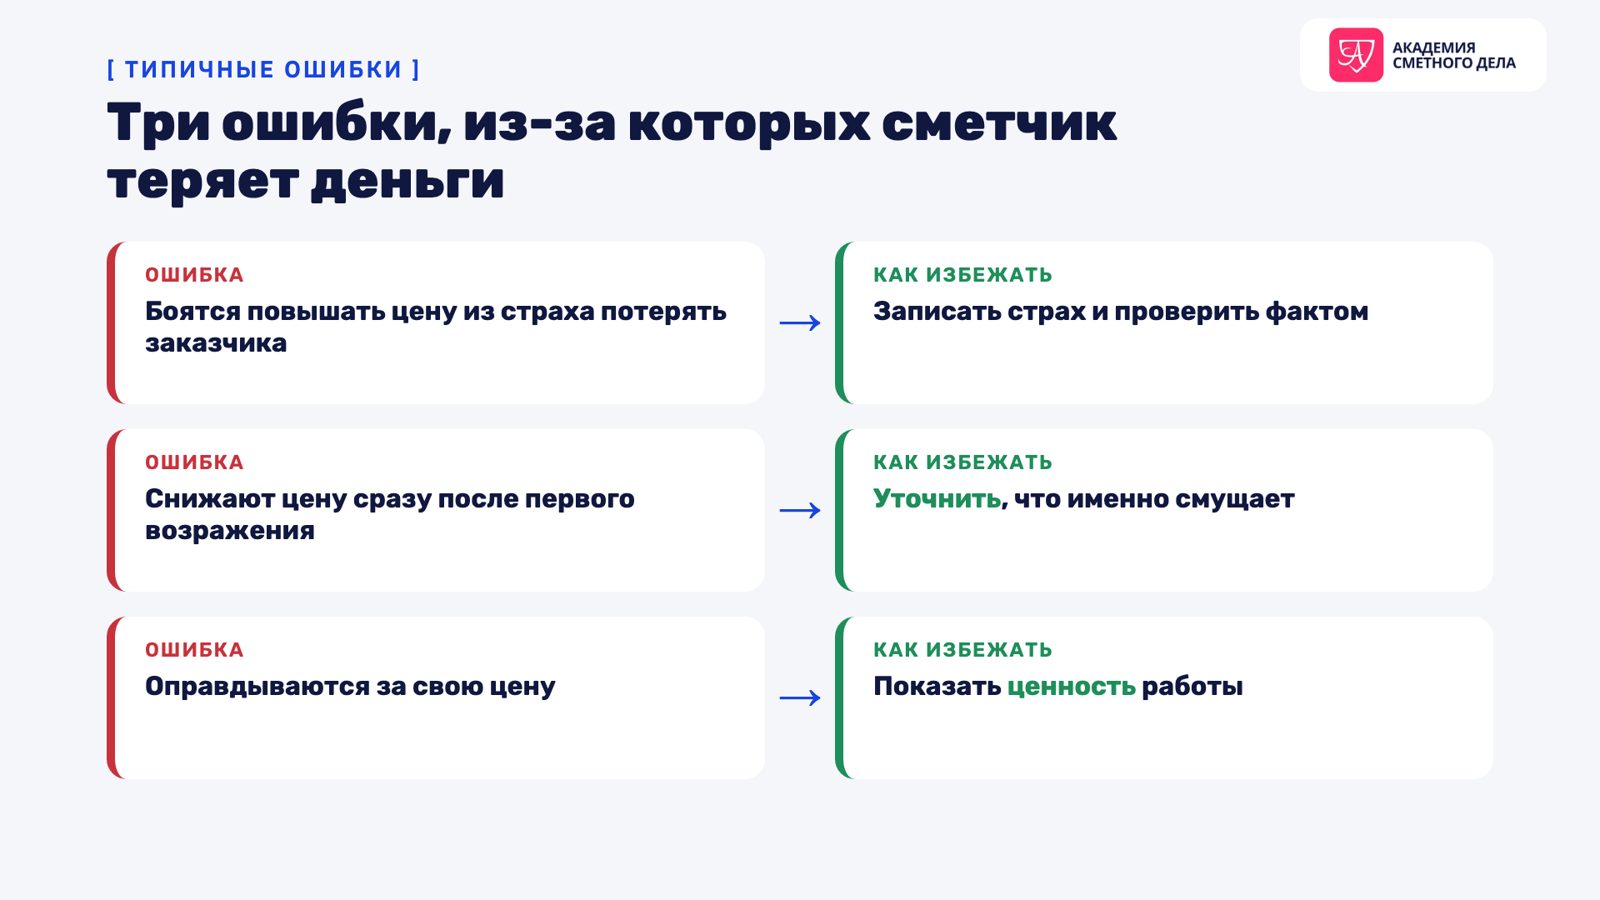 [ ТИПИЧНЫЕ ОШИБКИ ]
АКАДЕМИЯ
СМЕТНОГО ДЕЛА
Три ошибки, из-за которых сметчик
теряет деньги
ОШИБКА
Боятся повышать цену из страха потерять
заказчика
→
КАК ИЗБЕЖАТЬ
Записать страх и проверить фактом
ОШИБКА
Снижают цену сразу после первого
возражения
→
КАК ИЗБЕЖАТЬ
Уточнить, что именно смущает
ОШИБКА
Оправдываются за свою цену
→
КАК ИЗБЕЖАТЬ
Показать ценность работы